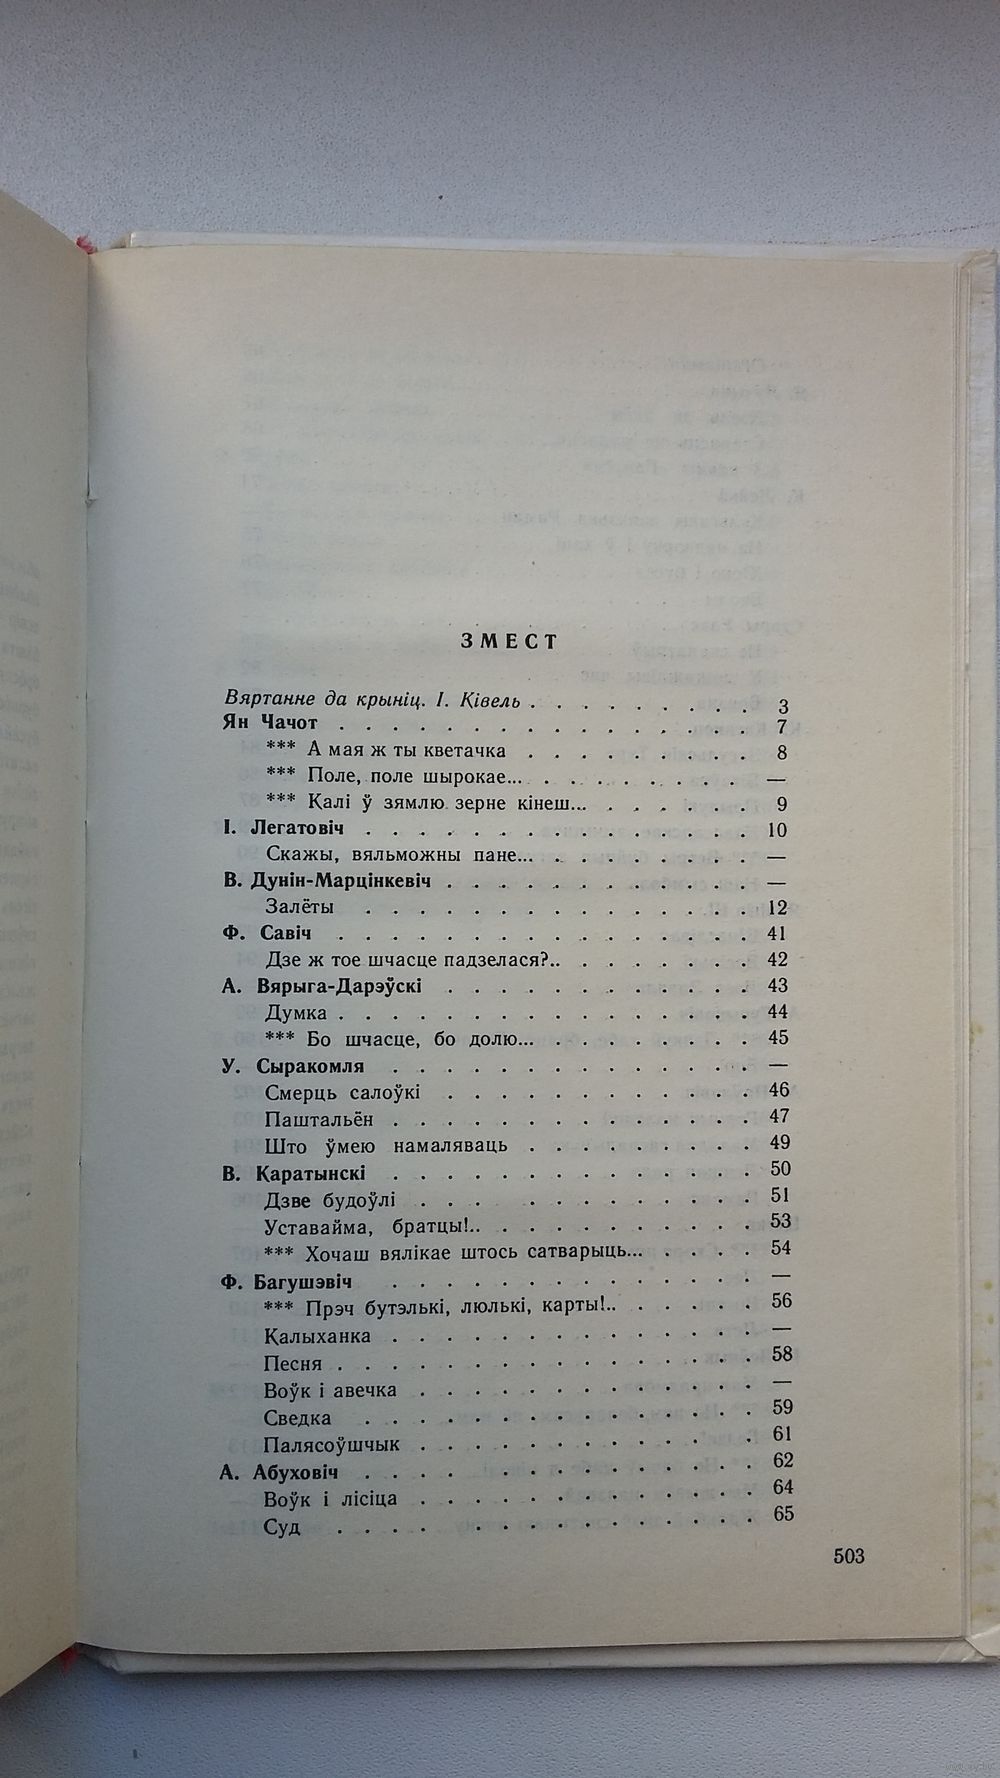 ЗМЕСТ
Вяртанне да крыніц. І. Ківель . . . . . . . . . 3
Ян Чачот . . . . . . . . . . . . . . . . 7
*** А мая ж ты кветачка . . . . . . . . . 8
*** Поле, поле шырокае... . . . . . . . . . —
*** Калі ў зямлю зерне кінеш... . . . . . . . 9
І. Легатовіч . . . . . . . . . . . . . . . 10
Скажы, вяльможны пане... . . . . . . . . . —
В. Дунін-Марцінкевіч . . . . . . . . . . . . —
Залёты . . . . . . . . . . . . . . . 12
Ф. Савіч . . . . . . . . . . . . . . . . 41
Дзе ж тое шчасце падзелася?.. . . . . . . . 42
А. Вярыга-Дарэўскі . . . . . . . . . . . . 43
Думка . . . . . . . . . . . . . . . . 44
*** Бо шчасце, бо долю... . . . . . . . . 45
У. Сыракомля . . . . . . . . . . . . . . —
Смерць салоўкі . . . . . . . . . . . . 46
Паштальён . . . . . . . . . . . . . . 47
Што ўмею намаляваць . . . . . . . . . 49
В. Каратынскі . . . . . . . . . . . . . . 50
Дзве будоўлі . . . . . . . . . . . . . 51
Уставайма, братцы!.. . . . . . . . . . . 53
*** Хочаш вялікае штось сатварыць... . . . . . 54
Ф. Багушэвіч . . . . . . . . . . . . . . —
*** Прэч бутэлькі, люлькі, карты!.. . . . . . 56
Калыханка . . . . . . . . . . . . . . —
Песня . . . . . . . . . . . . . . . . 58
Воўк і авечка . . . . . . . . . . . . . —
Сведка . . . . . . . . . . . . . . . 59
Палясоўшчык . . . . . . . . . . . . . 61
А. Абуховіч . . . . . . . . . . . . . . . 62
Воўк і лісіца . . . . . . . . . . . . . 64
Суд . . . . . . . . . . . . . . . . 65
503